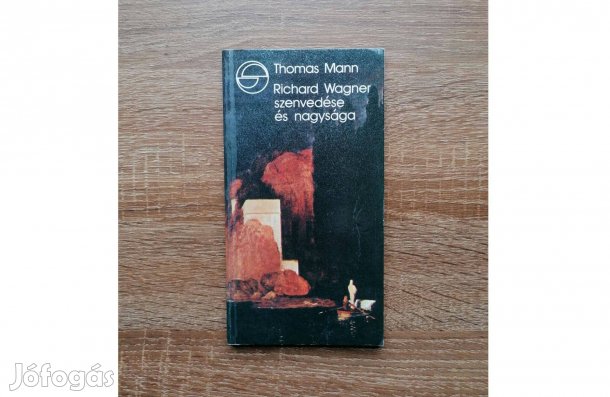 Thomas Mann
Richard Wagner
szenvedése
és nagysága
Jófogás